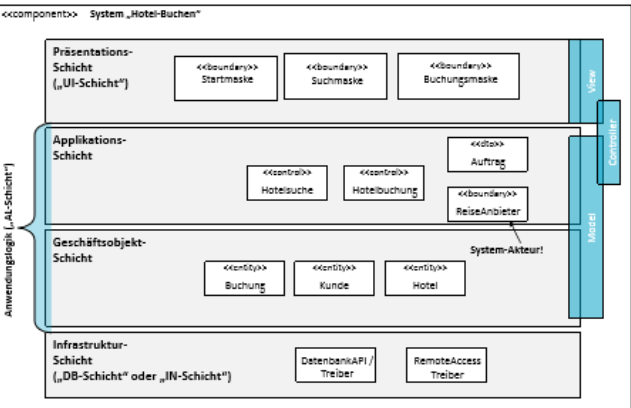 <<component>> System „Hotel-Buchen“
Präsentations-
Schicht
(„UI-Schicht“)
<<boundary>>
Startmaske
<<boundary>>
Suchmaske
<<boundary>>
Buchungsmaske
View
Controller
Model
Anwendungslogik („AL-Schicht“)
Applikations-
Schicht
<<dto>>
Auftrag
<<control>>
Hotelsuche
<<control>>
Hotelbuchung
<<boundary>>
ReiseAnbieter
System-Akteur!
Geschäftsobjekt-
Schicht
<<entity>>
Buchung
<<entity>>
Kunde
<<entity>>
Hotel
Infrastruktur-
Schicht
(„DB-Schicht“ oder „IN-Schicht“)
DatenbankAPI /
Treiber
RemoteAccess
Treiber